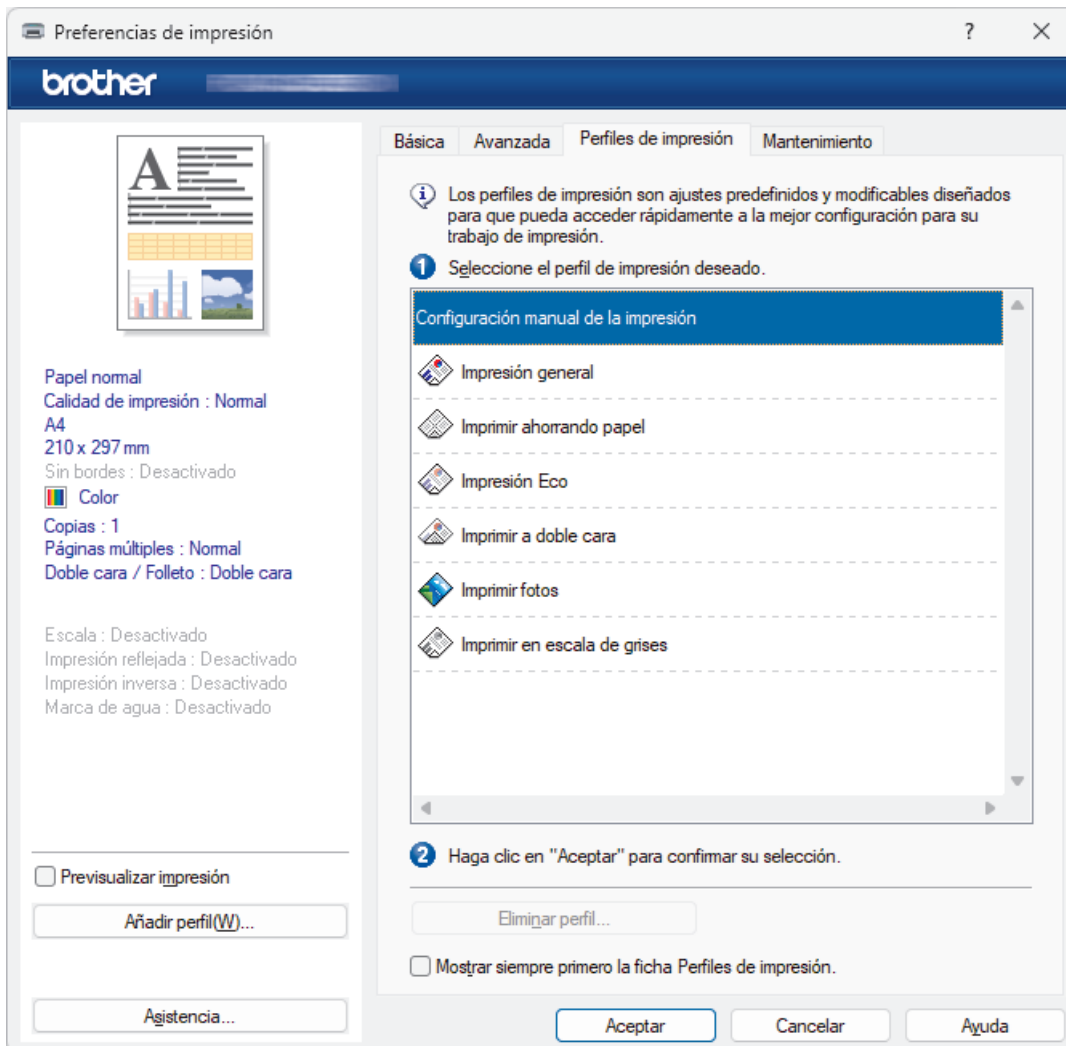 Preferencias de impresión
?
brother
Básica
Avanzada
Perfiles de impresión
Mantenimiento
A
Papel normal
Calidad de impresión : Normal
A4
210 x 297 mm
Sin bordes : Desactivado
Color
Copias : 1
Páginas múltiples : Normal
Doble cara / Folleto : Doble cara
Escala : Desactivado
Impresión reflejada : Desactivado
Impresión inversa : Desactivado
Marca de agua : Desactivado
Previsualizar impresión
Añadir perfil(W)...
Asistencia...
i
Los perfiles de impresión son ajustes predefinidos y modificables diseñados
para que pueda acceder rápidamente a la mejor configuración para su
trabajo de impresión.
1 Seleccione el perfil de impresión deseado.
Configuración manual de la impresión
Impresión general
Imprimir ahorrando papel
Impresión Eco
Imprimir a doble cara
Imprimir fotos
Imprimir en escala de grises
2 Haga clic en "Aceptar" para confirmar su selección.
Eliminar perfil...
Mostrar siempre primero la ficha Perfiles de impresión.
Aceptar
Cancelar
Ayuda